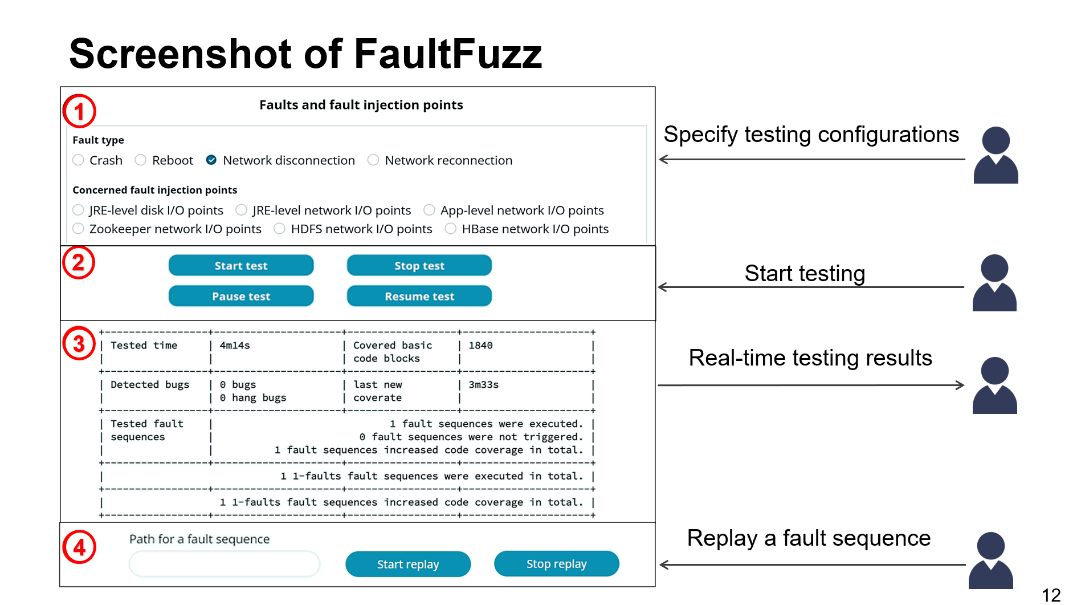 Screenshot of FaultFuzz
1
Faults and fault injection points
Fault type
Crash Reboot Network disconnection Network reconnection
Concerned fault injection points
JRE-level disk I/O points JRE-level network I/O points App-level network I/O points
Zookeeper network I/O points HDFS network I/O points HBase network I/O points
Specify testing configurations
2
Start test Stop test
Pause test Resume test
Start testing
3
Tested time 4m14s Covered basic 1840
code blocks
Detected bugs 0 bugs last new 3m33s
0 hang bugs coverate
Tested fault 1 fault sequences were executed.
sequences 0 fault sequences were not triggered.
1 fault sequences increased code coverage in total.
1 1-faults fault sequences were executed in total.
1 1-faults fault sequences increased code coverage in total.
Real-time testing results
4
Path for a fault sequence
Start replay Stop replay
Replay a fault sequence
12